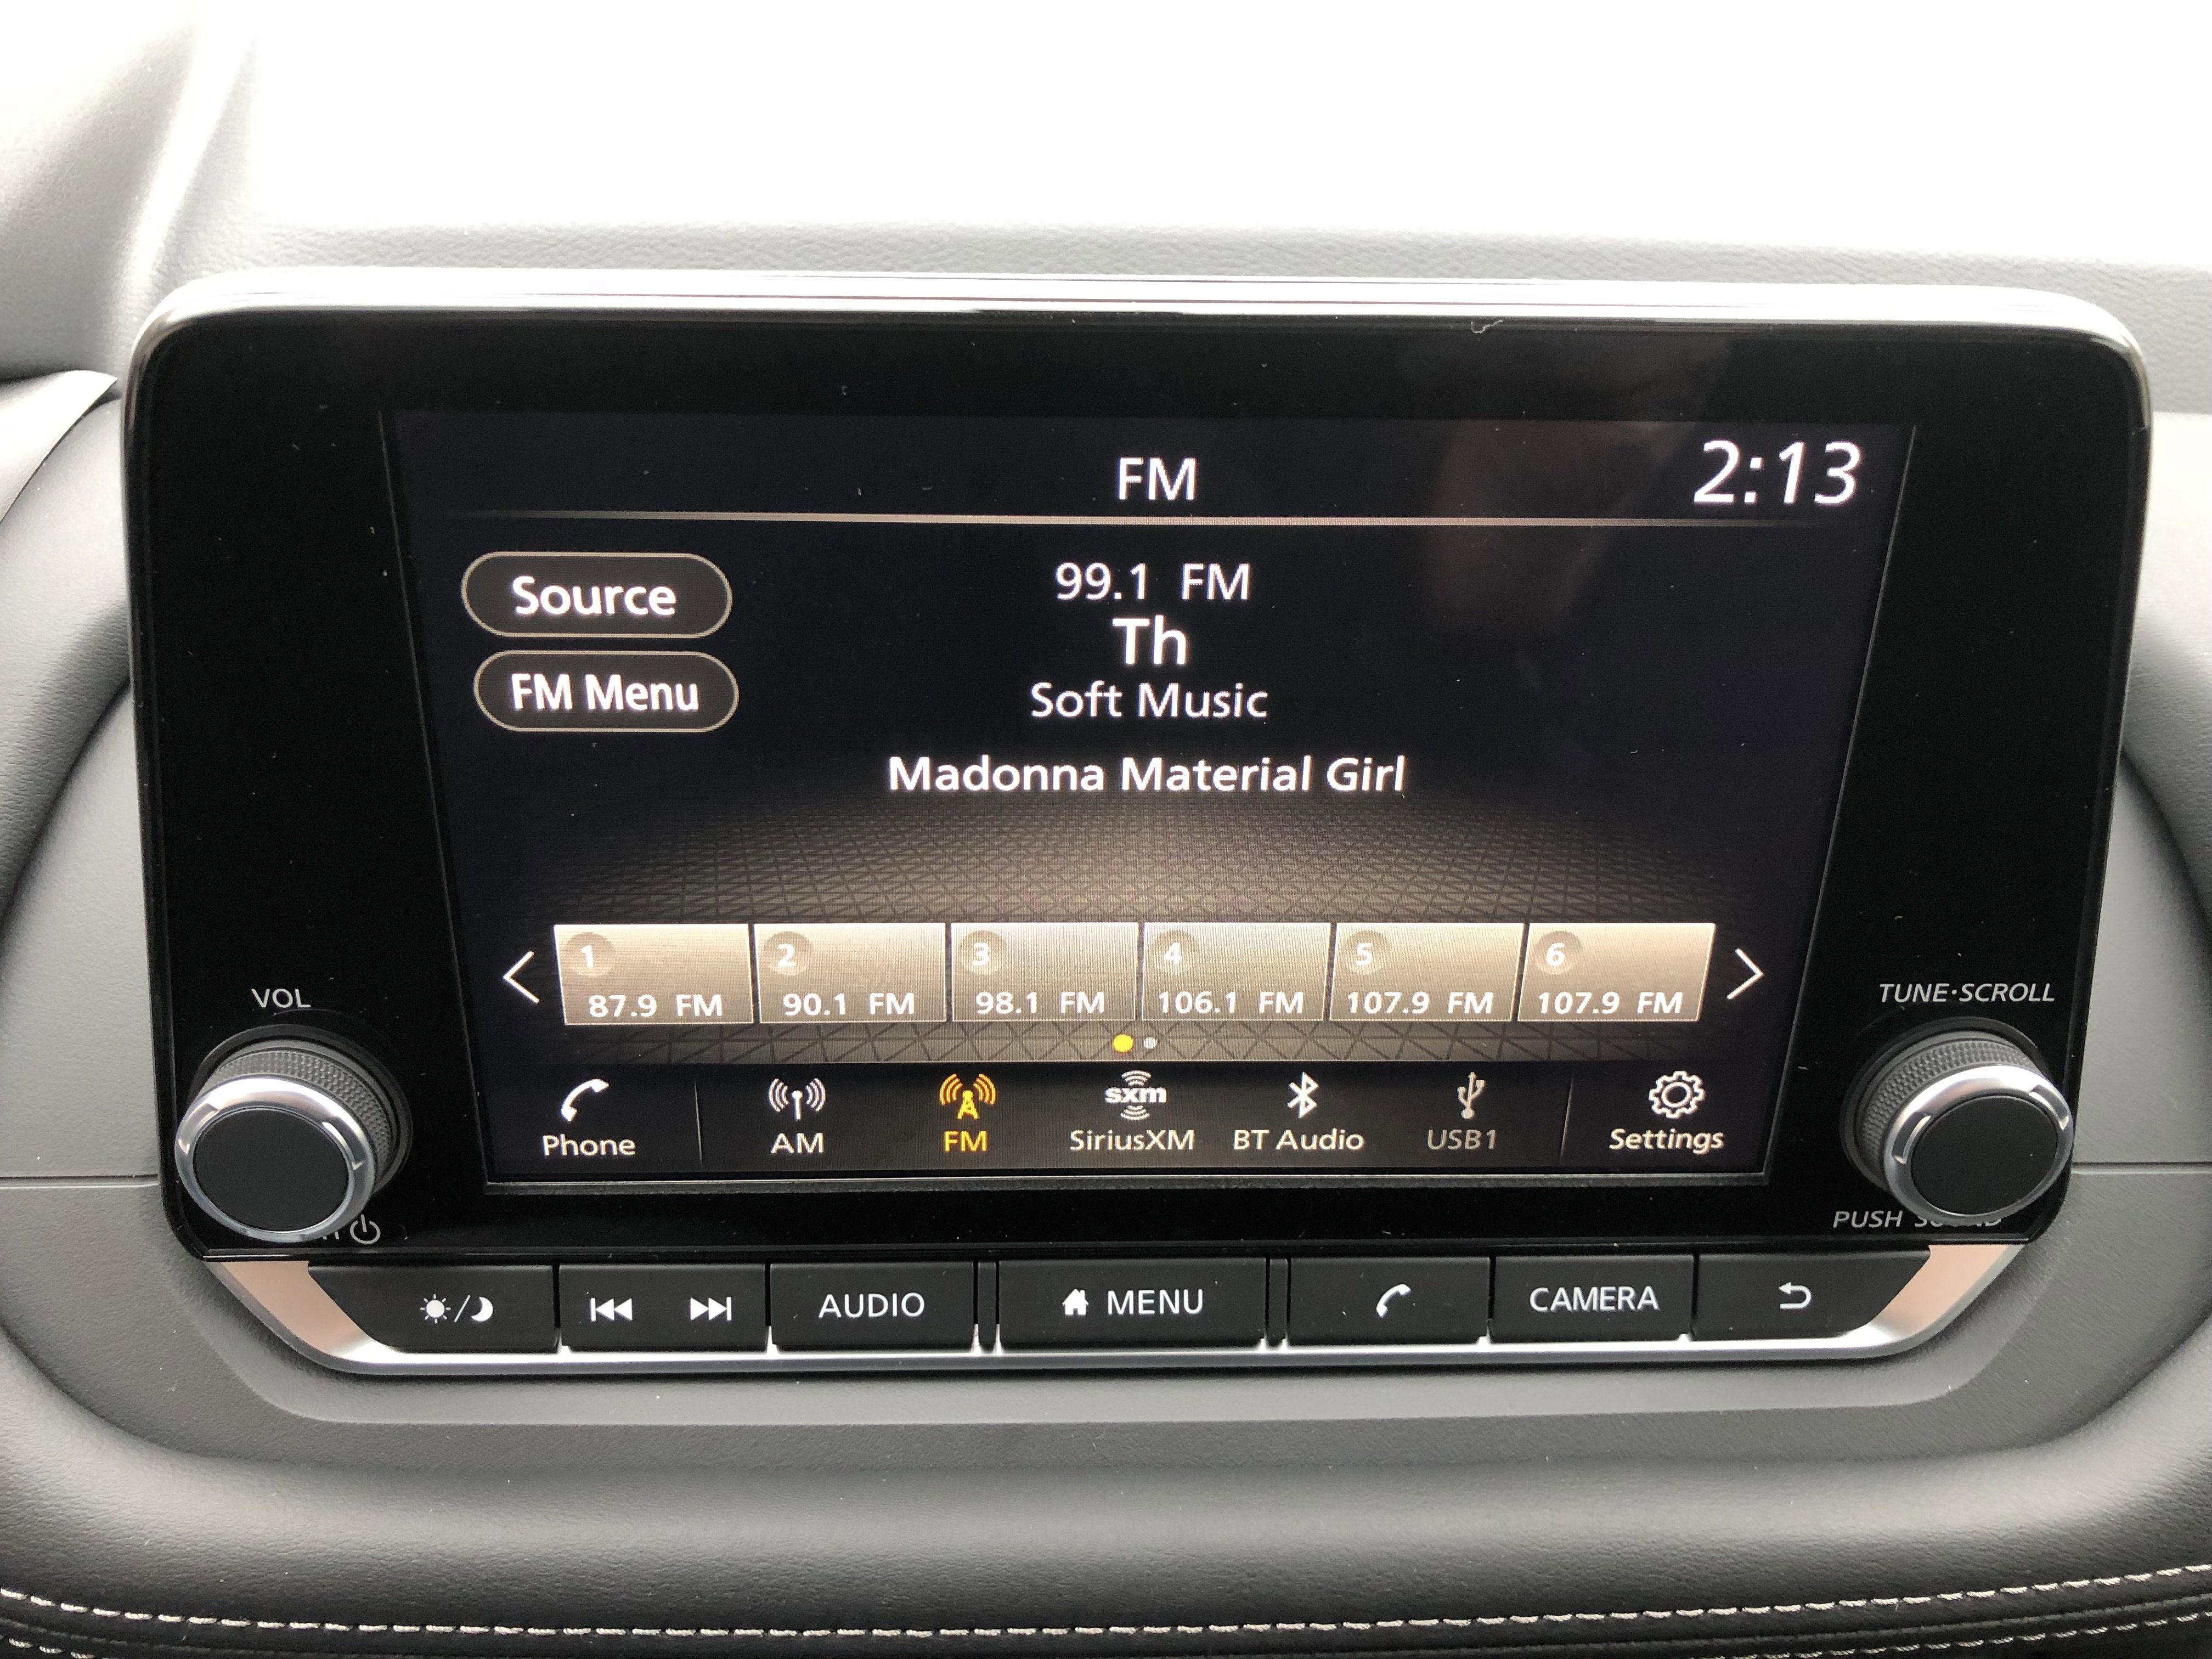 FM
2:13
Source
99.1 FM
Th
FM Menu
Soft Music
Madonna Material Girl
1 2 3 4 5 6
87.9 FM 90.1 FM 98.1 FM 106.1 FM 107.9 FM 107.9 FM
VOL
TUNE·SCROLL
sxm
Phone AM FM SiriusXM BT Audio USB1 Settings
PUSH
AUDIO MENU CAMERA